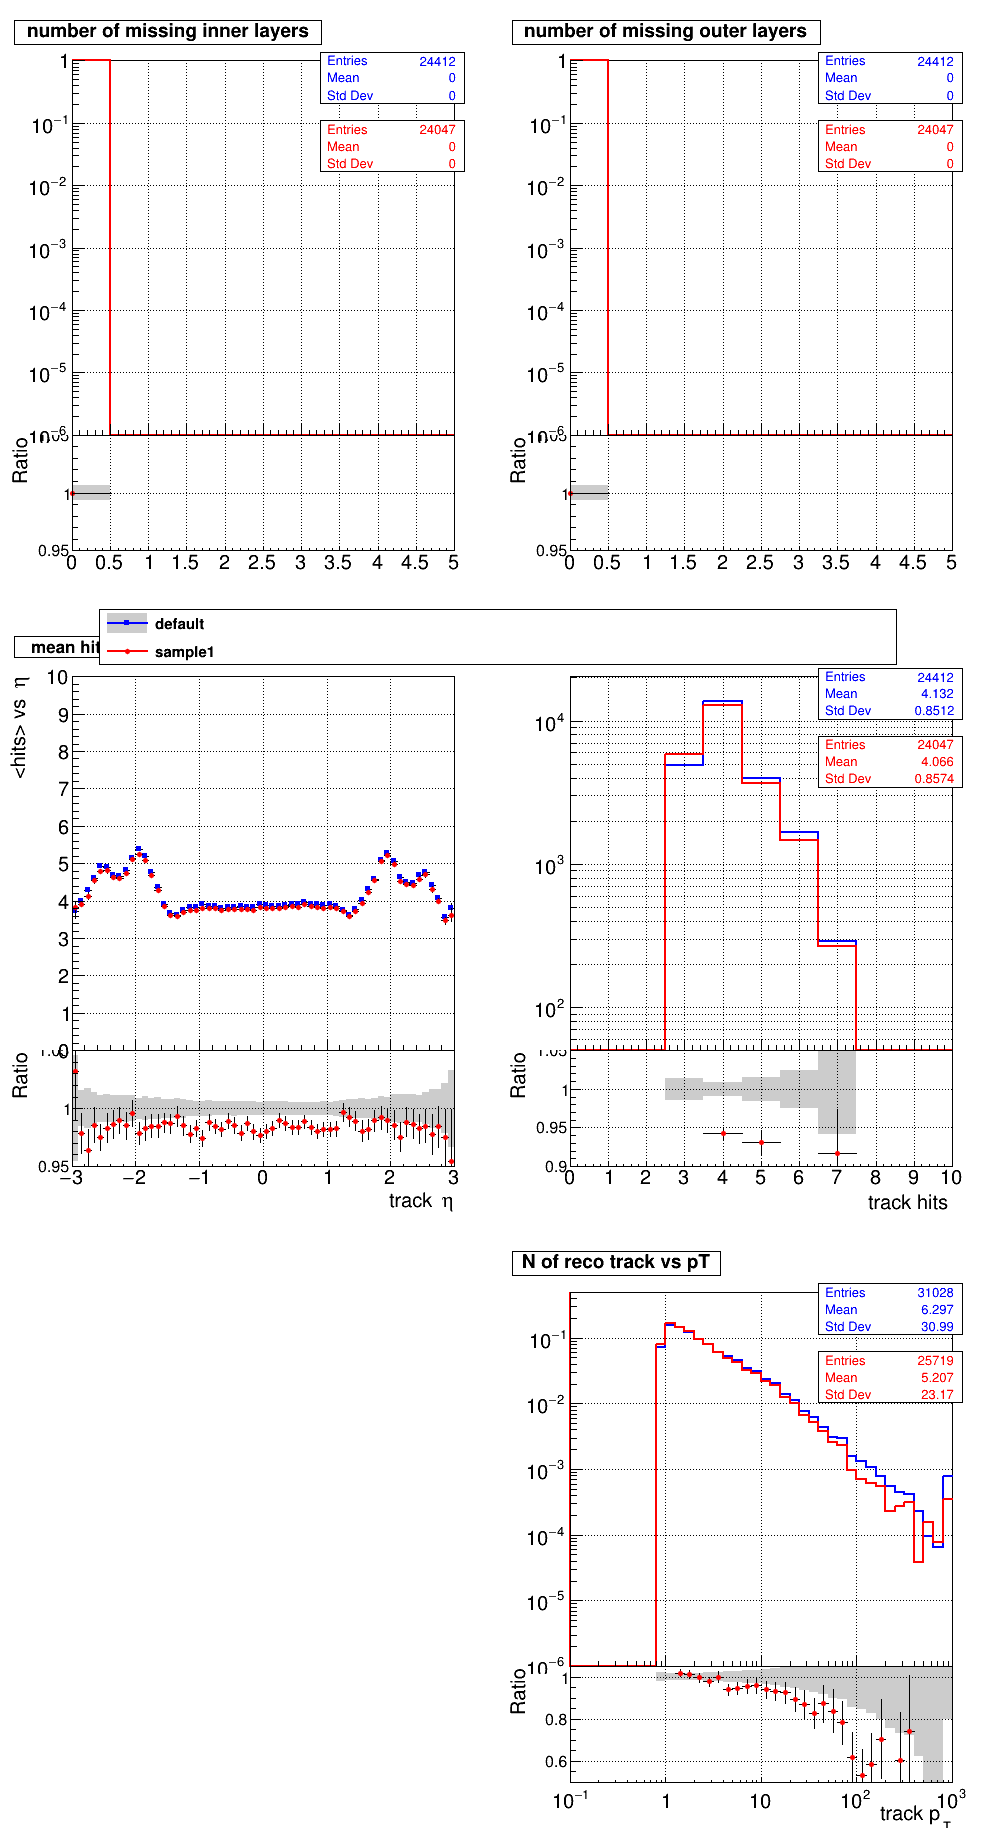 number of missing inner layers
Entries 24412
Mean 0
Std Dev 0
Entries 24047
Mean 0
Std Dev 0
1
10−1
10−2
10−3
10−4
10−5
10−6
Ratio
1
0.95
0 0.5 1 1.5 2 2.5 3 3.5 4 4.5 5
number of missing outer layers
Entries 24412
Mean 0
Std Dev 0
Entries 24047
Mean 0
Std Dev 0
1
10−1
10−2
10−3
10−4
10−5
10−6
Ratio
1
0.95
0 0.5 1 1.5 2 2.5 3 3.5 4 4.5 5
default
sample1
mean hit
<hits> vs η
10
9
8
7
6
5
4
3
2
1
0
Ratio
1
0.95
−3 −2 −1 0 1 2 3
track η
Entries 24412
Mean 4.132
Std Dev 0.8512
Entries 24047
Mean 4.066
Std Dev 0.8574
104
103
102
Ratio
1.05
1
0.95
0.9
0 1 2 3 4 5 6 7 8 9 10
track hits
N of reco track vs pT
Entries 31028
Mean 6.297
Std Dev 30.99
Entries 25719
Mean 5.207
Std Dev 23.17
10−1
10−2
10−3
10−4
10−5
10−6
Ratio
1
0.8
0.6
10−1 1 10 102 103
track pT